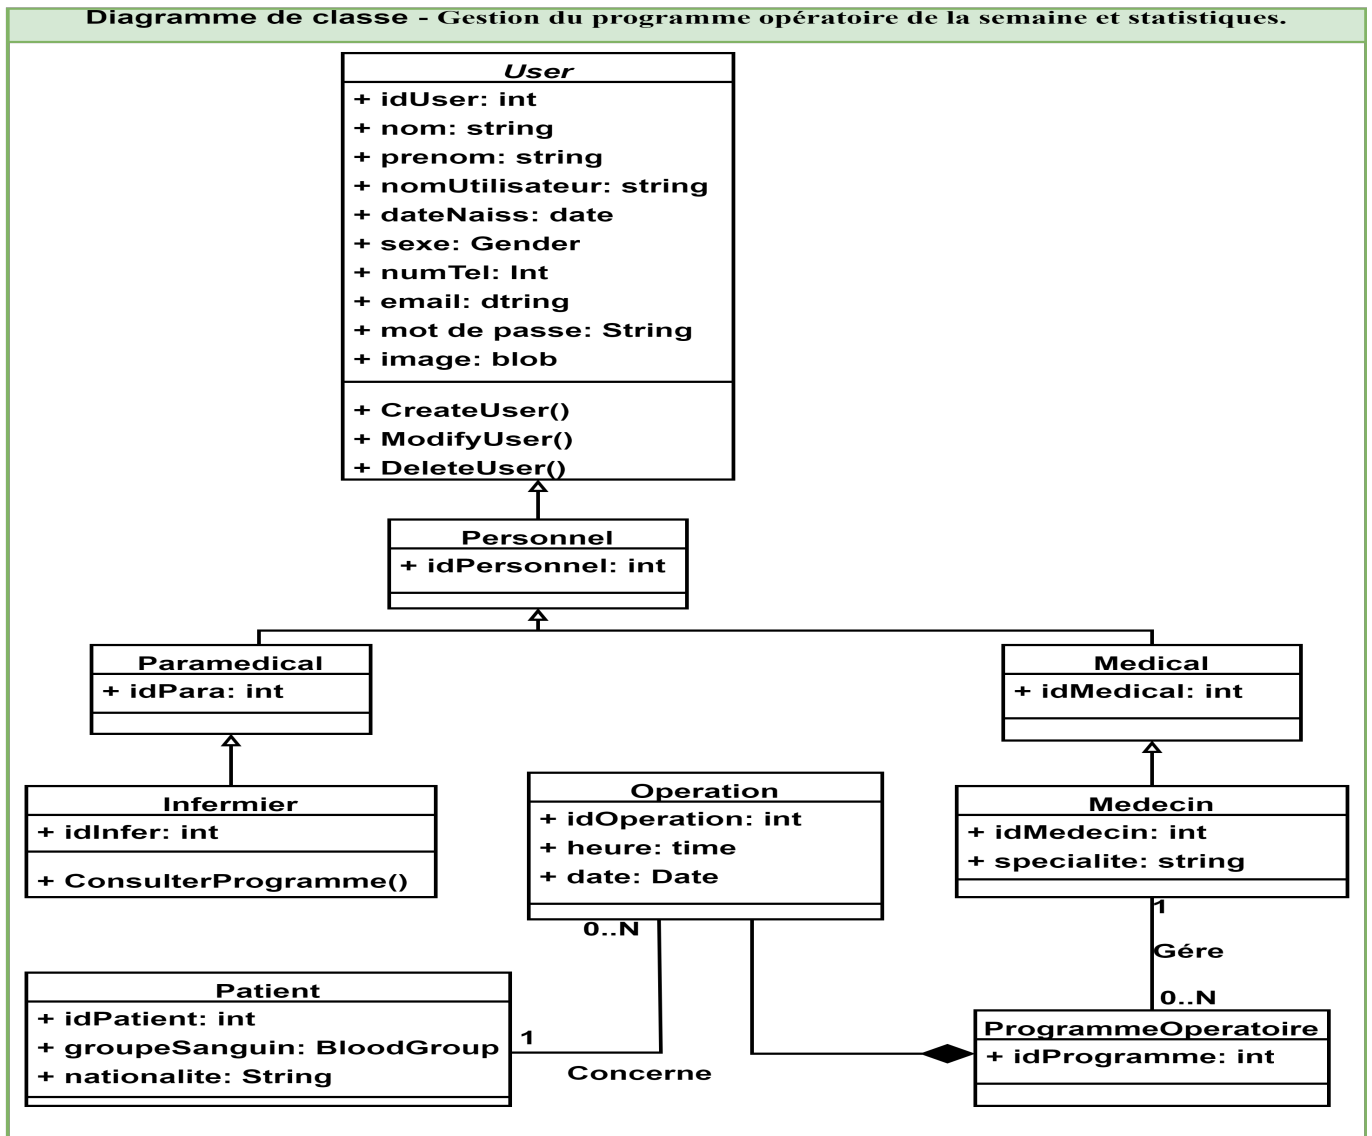 Diagramme de classe - Gestion du programme opératoire de la semaine et statistiques.
User
+ idUser: int
+ nom: string
+ prenom: string
+ nomUtilisateur: string
+ dateNaiss: date
+ sexe: Gender
+ numTel: Int
+ email: dtring
+ mot de passe: String
+ image: blob
+ CreateUser()
+ ModifyUser()
+ DeleteUser()
Personnel
+ idPersonnel: int
Paramedical
+ idPara: int
Medical
+ idMedical: int
Infermier
+ idInfer: int
+ ConsulterProgramme()
Operation
+ idOperation: int
+ heure: time
+ date: Date
Medecin
+ idMedecin: int
+ specialite: string
1
Gére
0..N
0..N
Patient
+ idPatient: int
+ groupeSanguin: BloodGroup
+ nationalite: String
1
Concerne
ProgrammeOperatoire
+ idProgramme: int